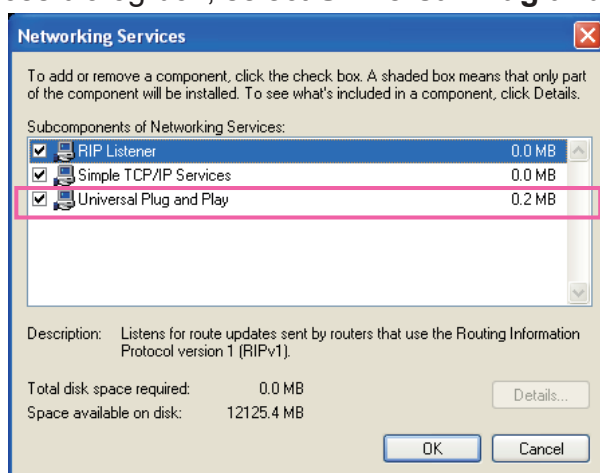 Networking Services
To add or remove a component, click the check box. A shaded box means that only part
of the component will be installed. To see what's included in a component, click Details.
Subcomponents of Networking Services:
RIP Listener 0.0 MB
Simple TCP/IP Services 0.0 MB
Universal Plug and Play 0.2 MB
Description: Listens for route updates sent by routers that use the Routing Information
Protocol version 1 (RIPv1).
Total disk space required: 0.0 MB
Details...
Space available on disk: 12125.4 MB
OK Cancel